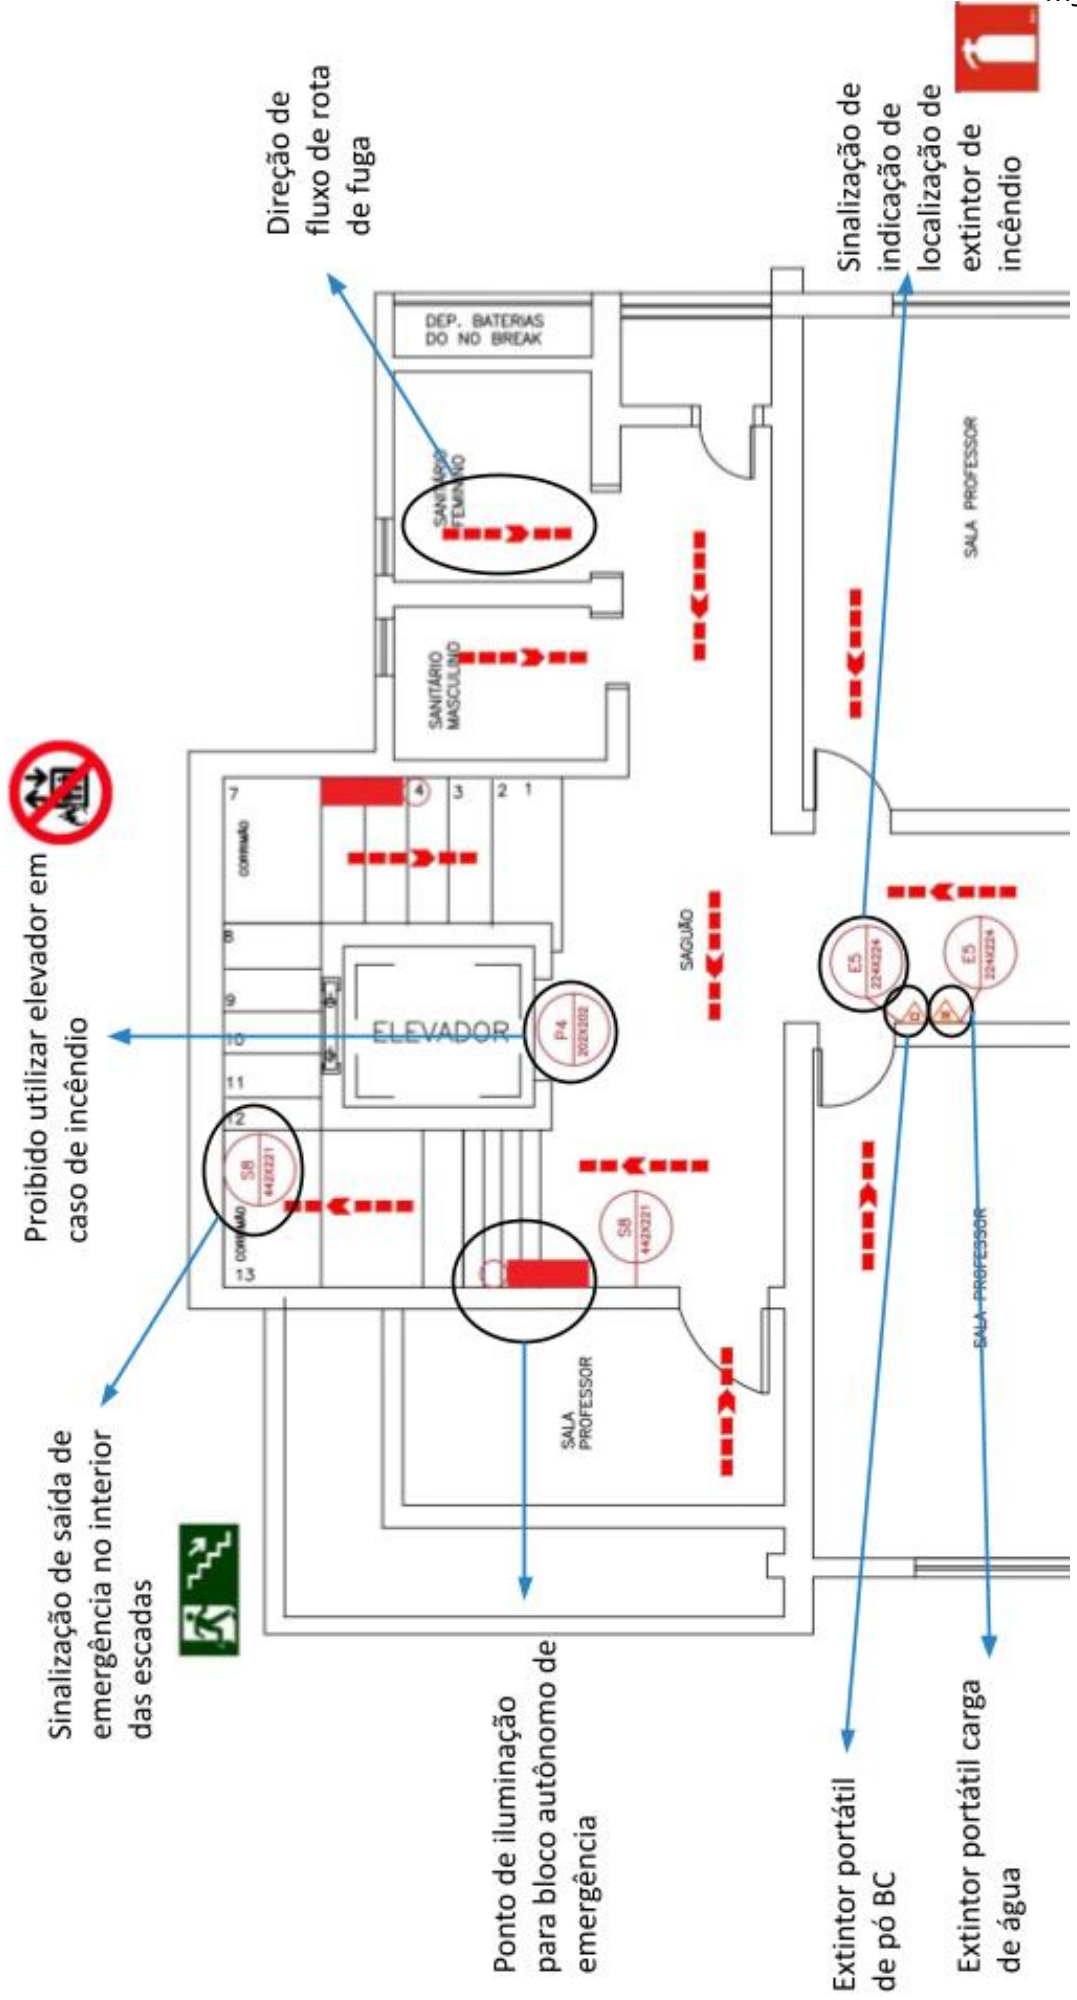 Proibido utilizar elevador em
caso de incêndio
Sinalização de saída de
emergência no interior
das escadas
Direção de
fluxo de rota
de fuga
13
CORRIMÃO
S8
442X221
12
11
10
9
8
CORRIMÃO
7
4
3
2
1
ELEVADOR
P4
202X202
SANITÁRIO
MASCULINO
SANITÁRIO
FEMININO
DEP. BATERIAS
DO NO BREAK
Ponto de iluminação
para bloco autônomo de
emergência
SALA
PROFESSOR
S8
442X221
SAGUÃO
Sinalização de
indicação de
localização de
extintor de
incêndio
E5
224X224
E5
224X224
SALA PROFESSOR
SALA PROFESSOR
Extintor portátil
de pó BC
Extintor portátil carga
de água